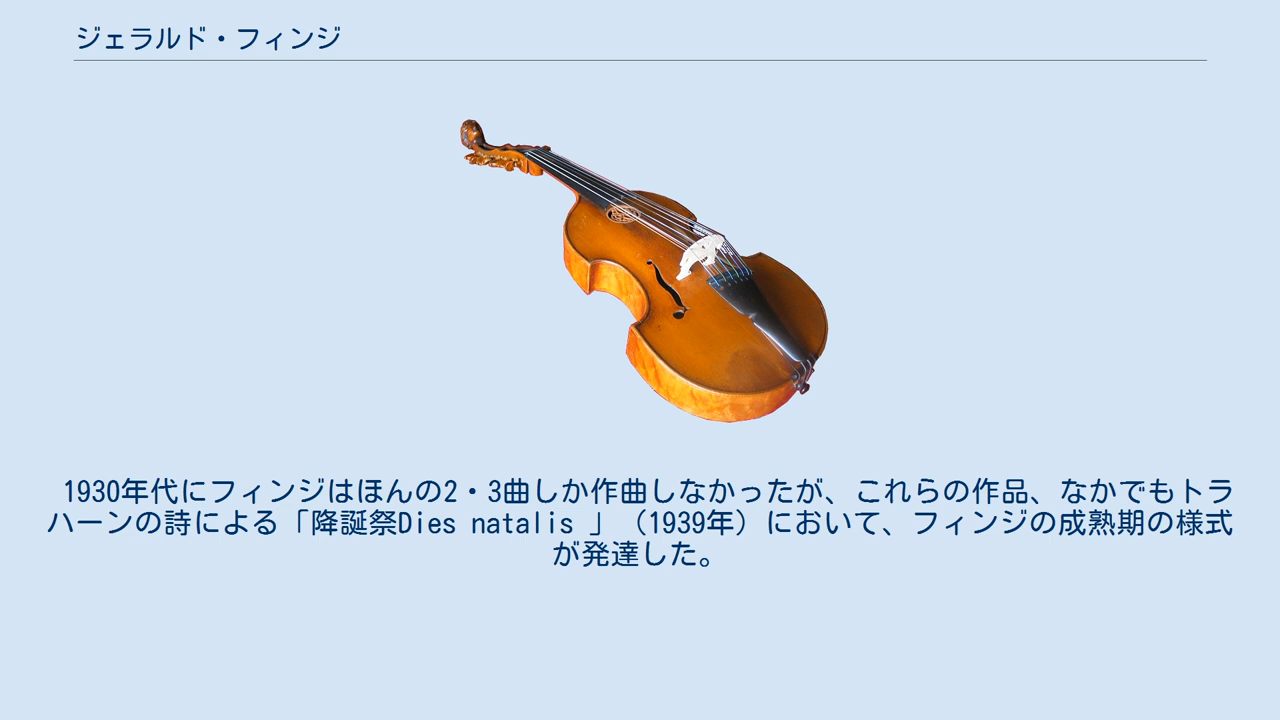 ジェラルド・フィンジ
1930年代にフィンジはほんの2・3曲しか作曲しなかったが、これらの作品、なかでもトラ
ハーンの詩による「降誕祭Dies natalis 」（1939年）において、フィンジの成熟期の様式
が発達した。